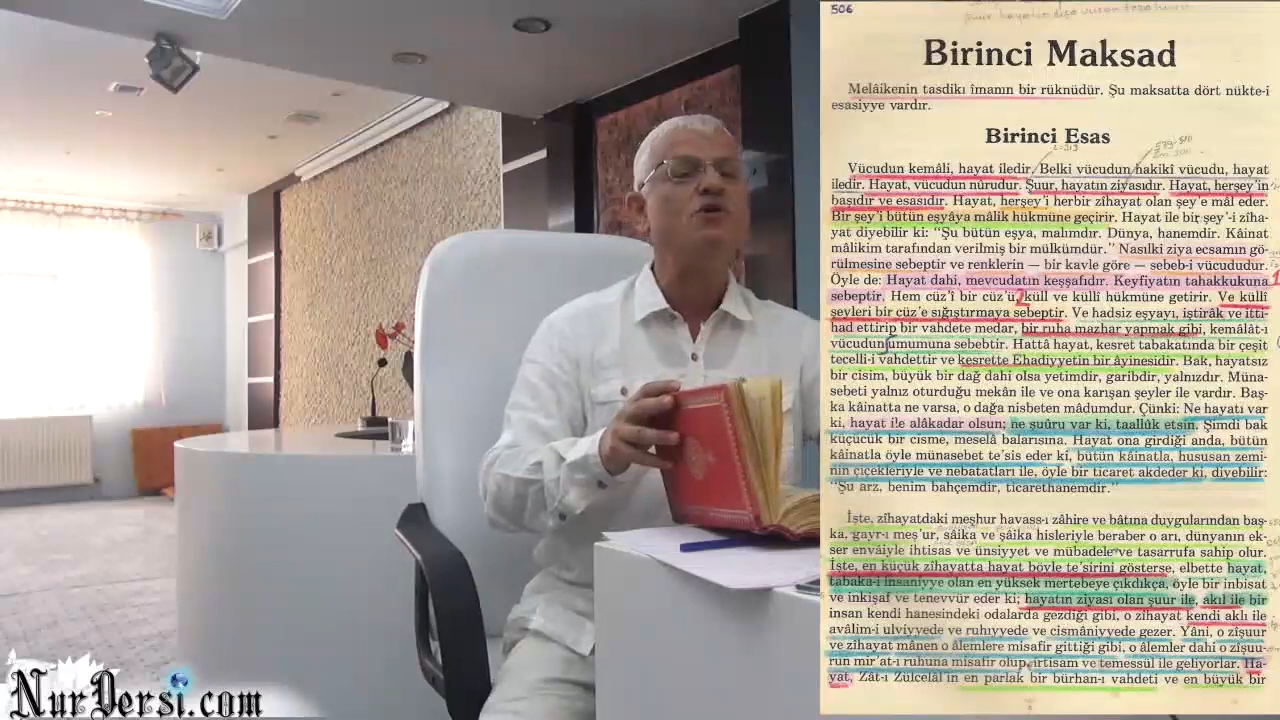 506
Birinci Maksad
Melâikenin tasdikı îmanın bir rüknüdür. Şu maksatta dört nükte-i
esasiyye vardır.
Birinci Esas
Vücudun kemâli, hayat iledir. Belki vücudun hakikî vücudu, hayat
iledir. Hayat, vücudun nûrudur. Şuur, hayatın ziyasıdır. Hayat, herşey'in
başıdır ve esasıdır. Hayat, herşey'i herbir zîhayat olan şey'e mâl eder.
Bir şey'i bütün eşyâya mâlik hükmüne geçirir. Hayat ile bir şey'-i zîha-
yat diyebilir ki: "Şu bütün eşya, malımdır. Dünya, hanemdir. Kâinat
mâlikim tarafından verilmiş bir mülkümdür." Nasılki ziya ecsamın gö-
rülmesine sebeptir ve renklerin — bir kavle göre — sebeb-i vücududur.
Öyle de: Hayat dahi, mevcudatın keşşafıdır. Keyfiyatın tahakkukuna
sebeptir. Hem cüz'î bir cüz'ü, küll ve küllî hükmüne getirir. Ve küllî
şeyleri bir cüz'e sığıştırmaya sebeptir. Ve hadsiz eşyayı, iştirâk ve itti-
had ettirip bir vahdete medar, bir ruha mazhar yapmak gibi, kemâlât-ı
vücudun umumuna sebebtir. Hattâ hayat, kesret tabakatında bir çeşit
tecelli-i vahdettir ve kesrette Ehadiyyetin bir âyinesidir. Bak, hayatsız
bir cisim, büyük bir dağ dahi olsa yetimdir, garibdir, yalnızdır. Müna-
sebeti yalnız oturduğu mekân ile ve ona karışan şeyler ile vardır. Baş-
ka kâinatta ne varsa, o dağa nisbeten mâdumdur. Çünki: Ne hayatı var
ki, hayat ile alâkadar olsun; ne şuûru var ki, taallûk etsin. Şimdi bak
küçücük bir cisme, meselâ balarısına. Hayat ona girdiği anda, bütün
kâinatla öyle münasebet te'sis eder ki, bütün kâinatla, hususan zemi-
nin çiçekleriyle ve nebatatları ile, öyle bir ticaret akdeder ki, diyebilir:
"Şu arz, benim bahçemdir, ticarethanemdir."
İşte, zîhayatdaki meşhur havass-ı zâhire ve bâtına duygularından baş-
ka, gayr-ı meş'ur, sâika ve şâika hisleriyle beraber o arı, dünyanın ek-
ser envâiyle ihtisas ve ünsiyyet ve mübadele ve tasarrufa sahip olur.
İşte, en küçük zîhayatta hayat böyle te'sirini gösterse, elbette hayat,
tabaka-i insaniyye olan en yüksek mertebeye çıkdıkça, öyle bir inbisat
ve inkişaf ve tenevvür eder ki; hayatın ziyası olan şuur ile, akıl ile bir
insan kendi hanesindeki odalarda gezdiği gibi, o zîhayat kendi aklı ile
avâlim-i ulviyyede ve ruhiyyede ve cismâniyyede gezer. Yâni, o zîşuur
ve zîhayat mânen o âlemlere misafir gittiği gibi, o âlemler dahi o zîşuu-
run mir'at-ı ruhuna misafir olup, irtisam ve temessül ile geliyorlar. Ha-
yat, Zât-ı Zülcelâl'in en parlak bir bürhan-ı vahdeti ve en büyük bir
NurDersi.com